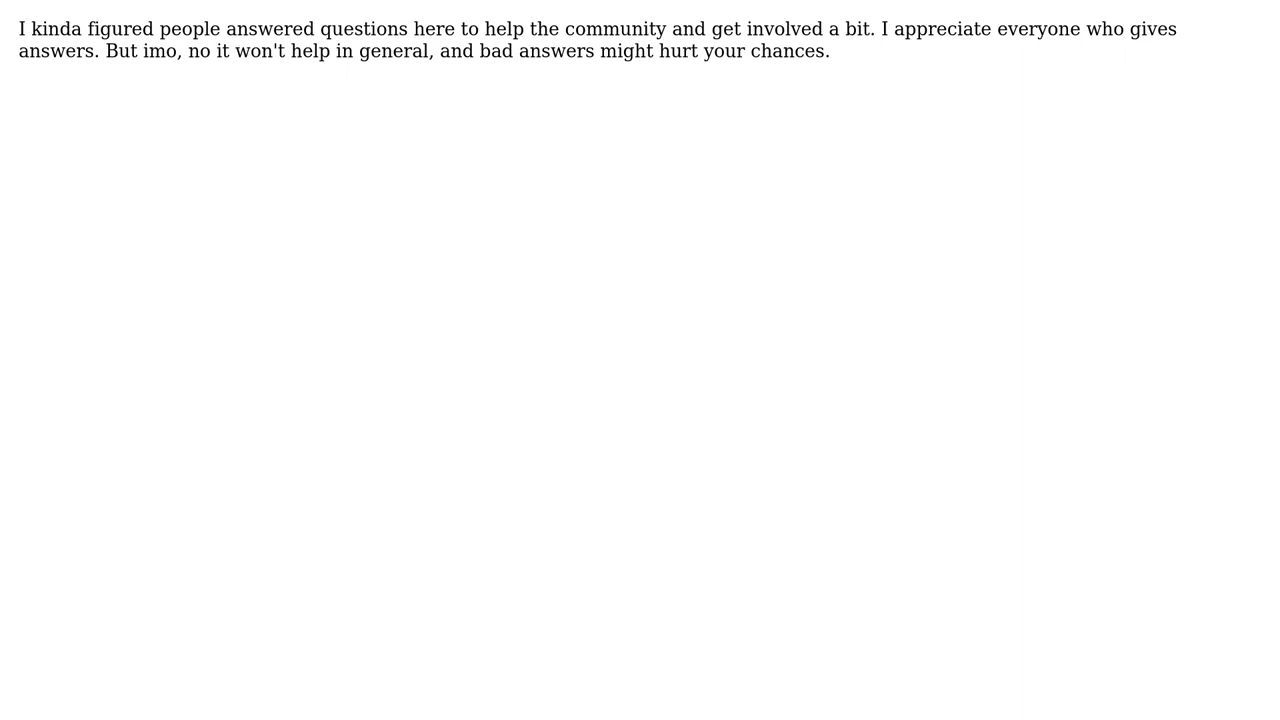 I kinda figured people answered questions here to help the community and get involved a bit. I appreciate everyone who gives
answers. But imo, no it won't help in general, and bad answers might hurt your chances.